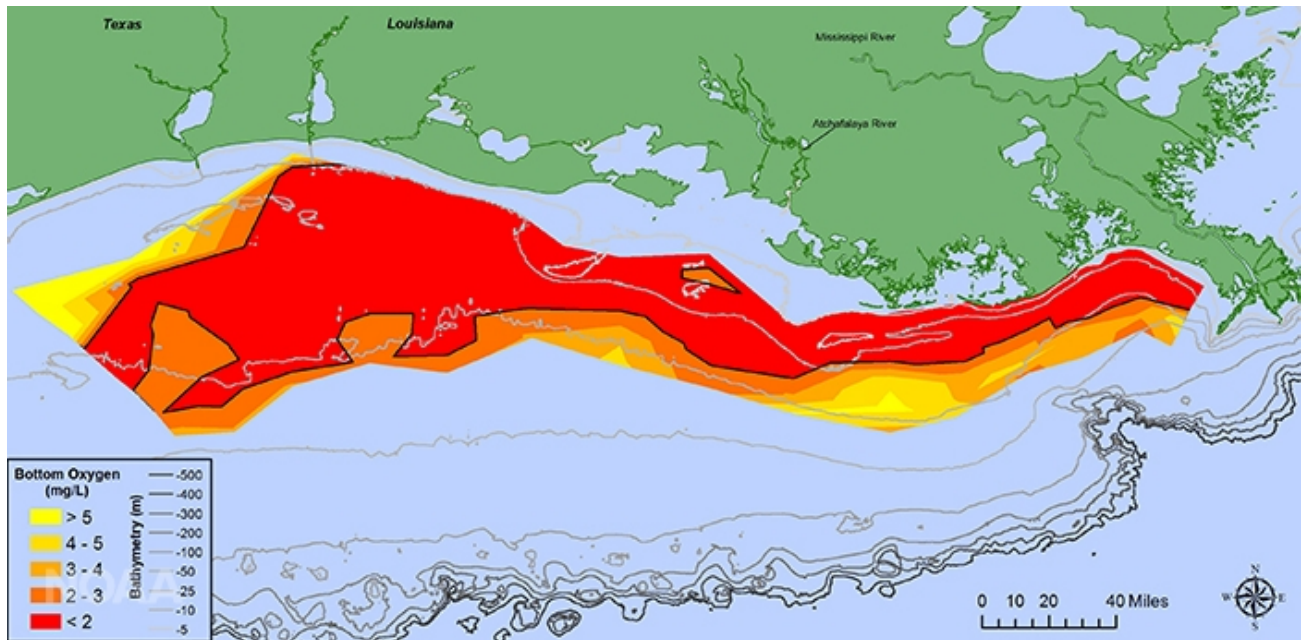 Texas
Louisiana
Mississippi River
Atchafalaya River
Bottom Oxygen
(mg/L)
> 5
4 - 5
3 - 4
2 - 3
< 2
Bathymetry (m)
-500
-400
-300
-200
-100
-50
-25
-10
-5
NOAA
0 10 20 40 Miles
N
W E
S